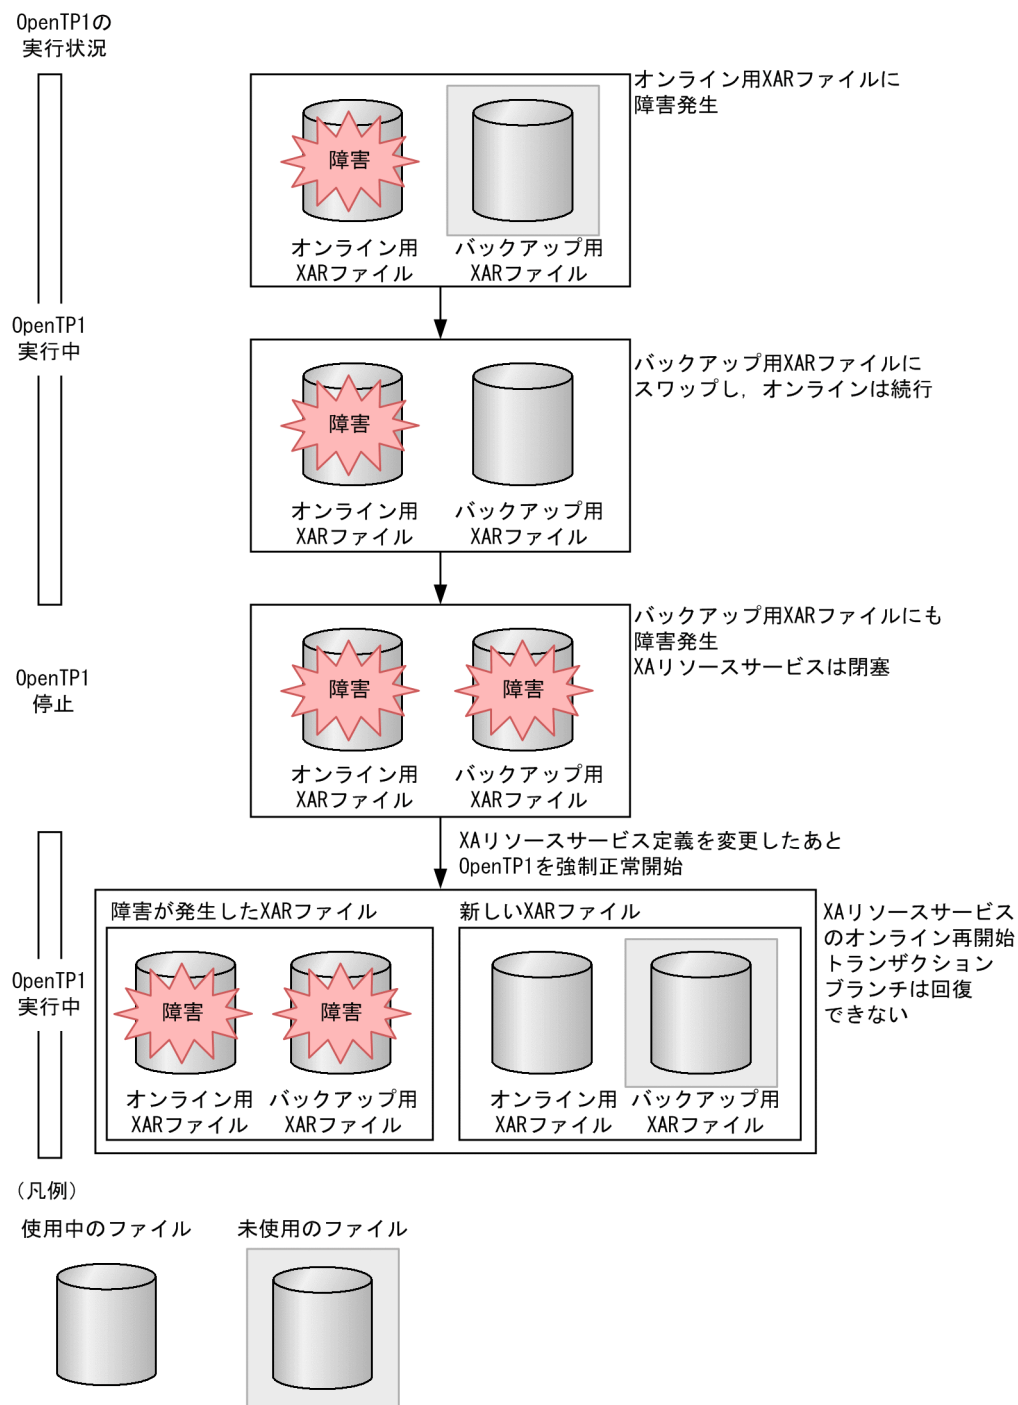 OpenTP1の
実行状況
オンライン用XARファイルに
障害発生
障害
オンライン用
XARファイル
バックアップ用
XARファイル
OpenTP1
実行中
バックアップ用XARファイルに
スワップし，オンラインは続行
障害
オンライン用
XARファイル
バックアップ用
XARファイル
バックアップ用XARファイルにも
障害発生
XAリソースサービスは閉塞
OpenTP1
停止
障害
障害
オンライン用
XARファイル
バックアップ用
XARファイル
XAリソースサービス定義を変更したあと
OpenTP1を強制正常開始
障害が発生したXARファイル
新しいXARファイル
XAリソースサービス
のオンライン再開始
トランザクション
ブランチは回復
できない
OpenTP1
実行中
障害
障害
オンライン用
XARファイル
バックアップ用
XARファイル
オンライン用
XARファイル
バックアップ用
XARファイル
（凡例）
使用中のファイル
未使用のファイル